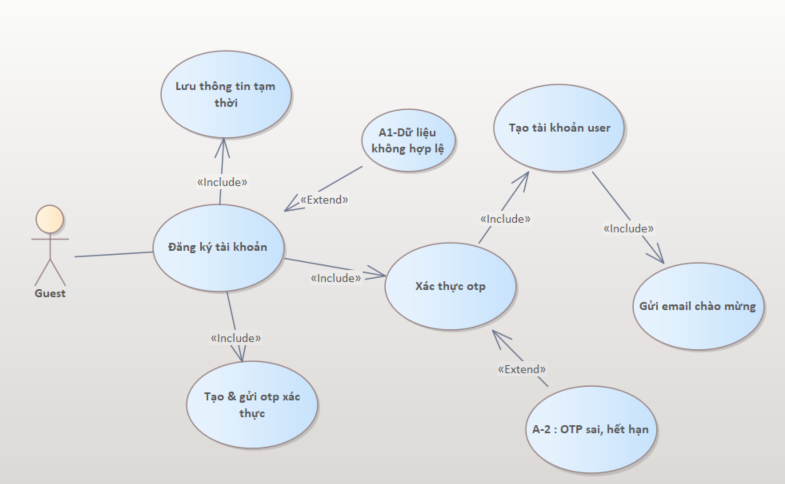 Lưu thông tin tạm
thời
A1-Dữ liệu
không hợp lệ
Tạo tài khoản user
«Include»
«Extend»
«Include»
«Include»
Đăng ký tài khoản
Guest
«Include»
Xác thực otp
Gửi email chào mừng
«Include»
«Extend»
Tạo & gửi otp xác
thực
A-2 : OTP sai, hết hạn